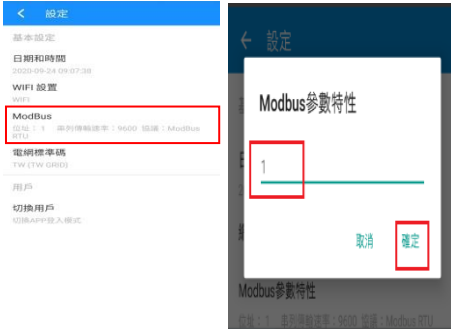 設定
基本設定
日期和時間
2020-09-24 09:07:38
WIFI 設置
WIFI
ModBus
位址：1 串列傳輸速率：9600 協議：ModBus
RTU
電網標準碼
TW (TW GRID)
用戶
切換用戶
切換APP登入模式
設定
Modbus參數特性
1
取消 確定
Modbus參數特性
位址：1 串列傳輸速率：9600 協議：Modbus RTU